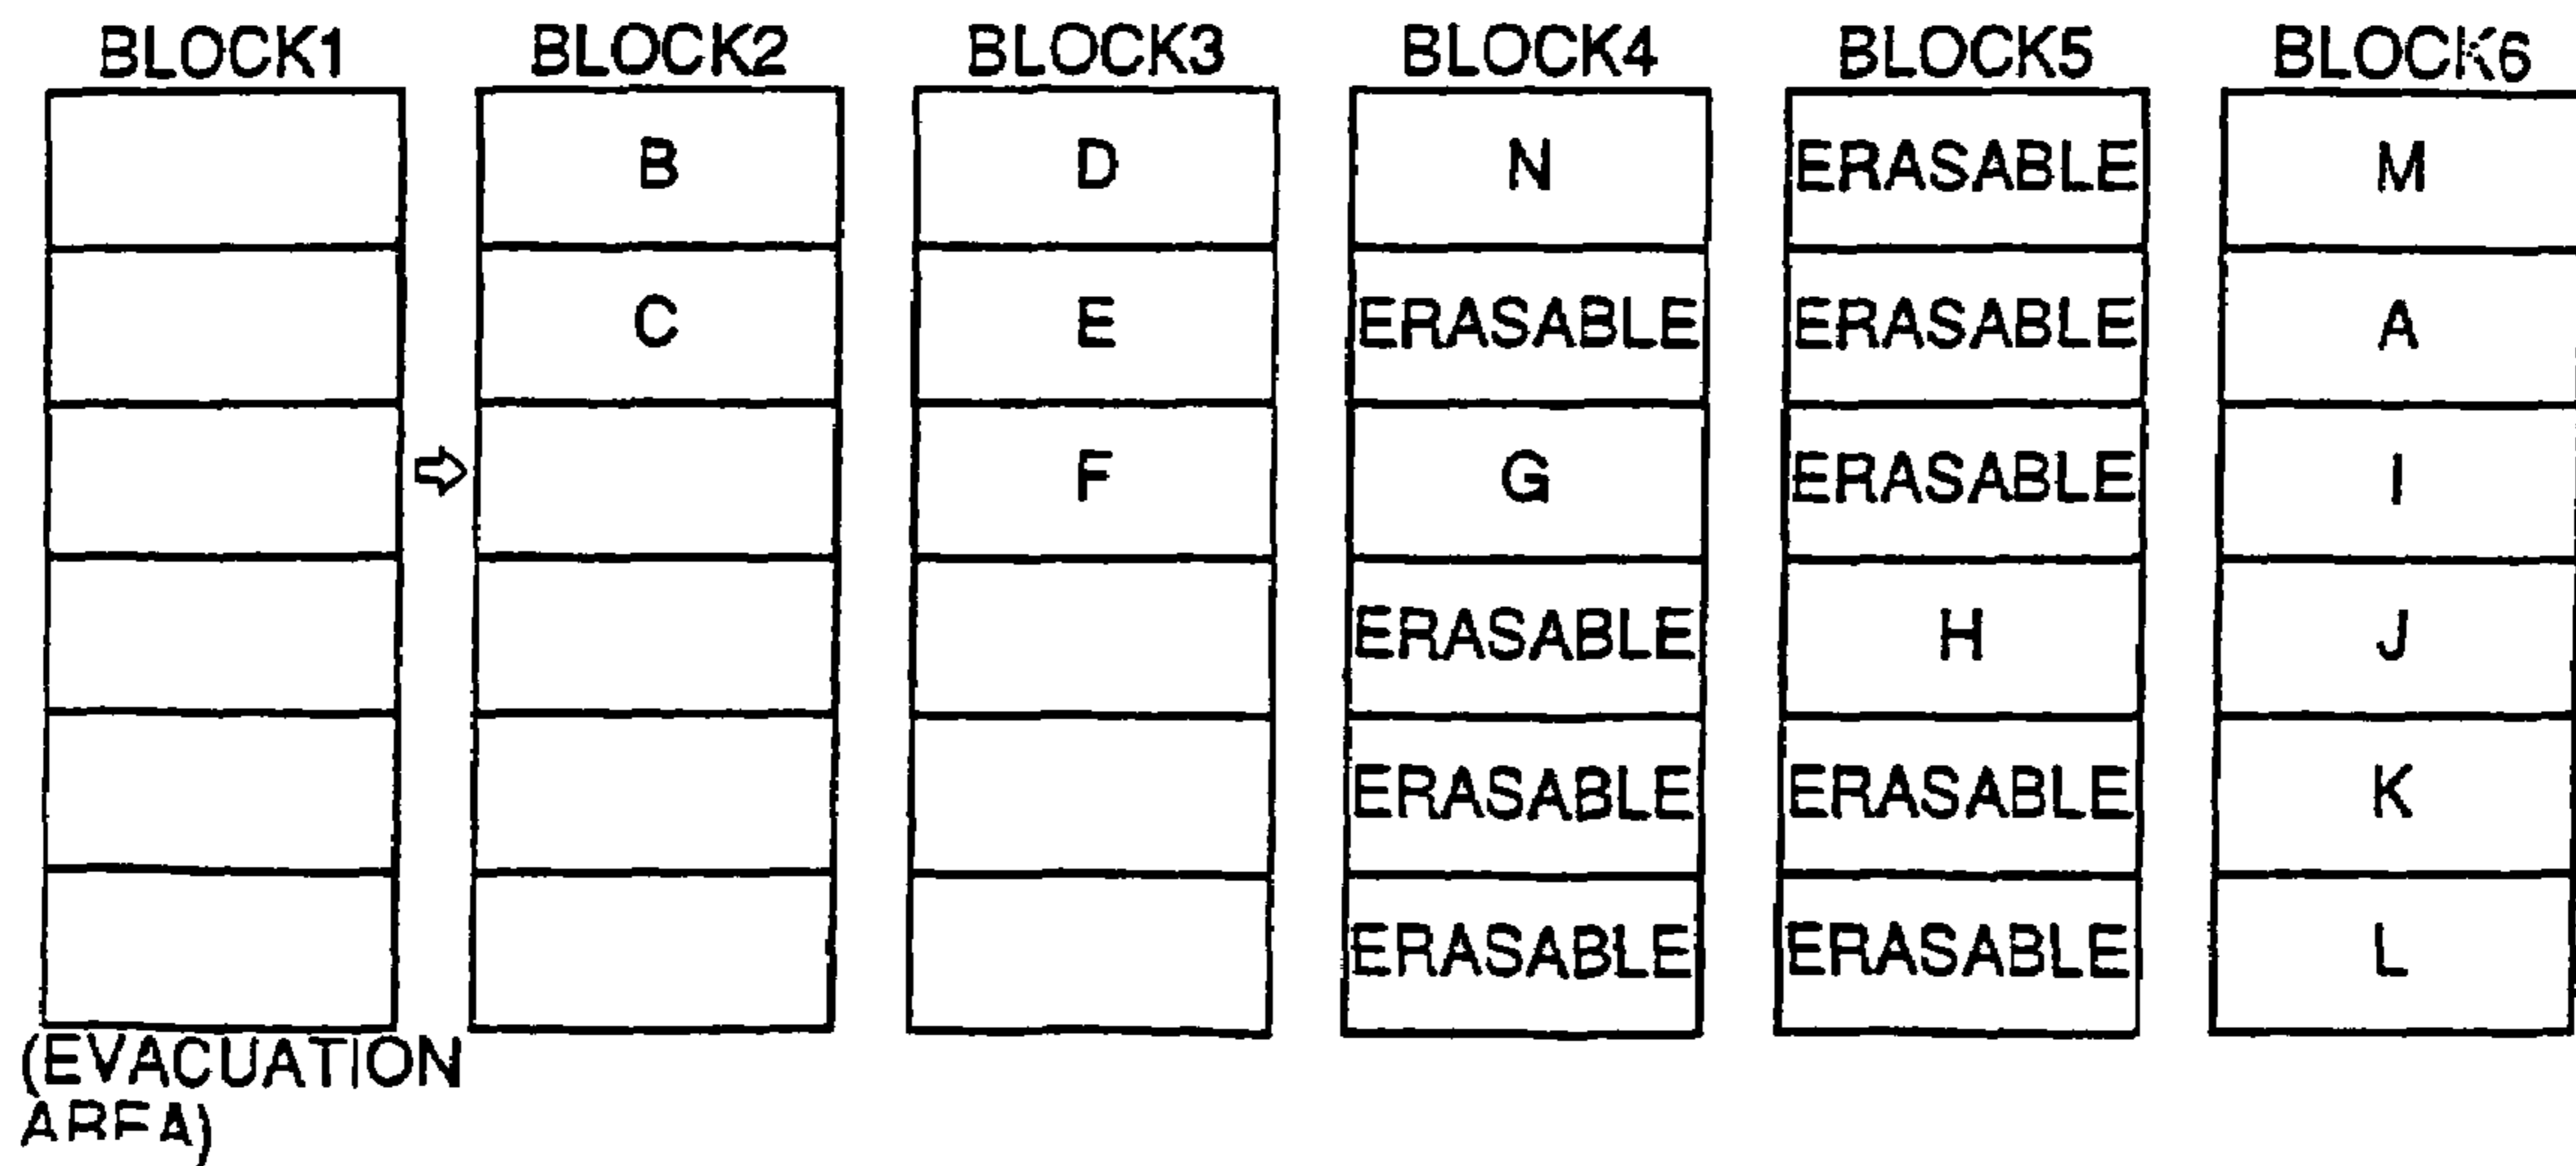 BLOCK1 BLOCK2 BLOCK3 BLOCK4 BLOCK5 BLOCK6
B D N ERASABLE M
C E ERASABLE ERASABLE A
F G ERASABLE I
ERASABLE H J
ERASABLE ERASABLE K
ERASABLE ERASABLE L
(EVACUATION
AREA)